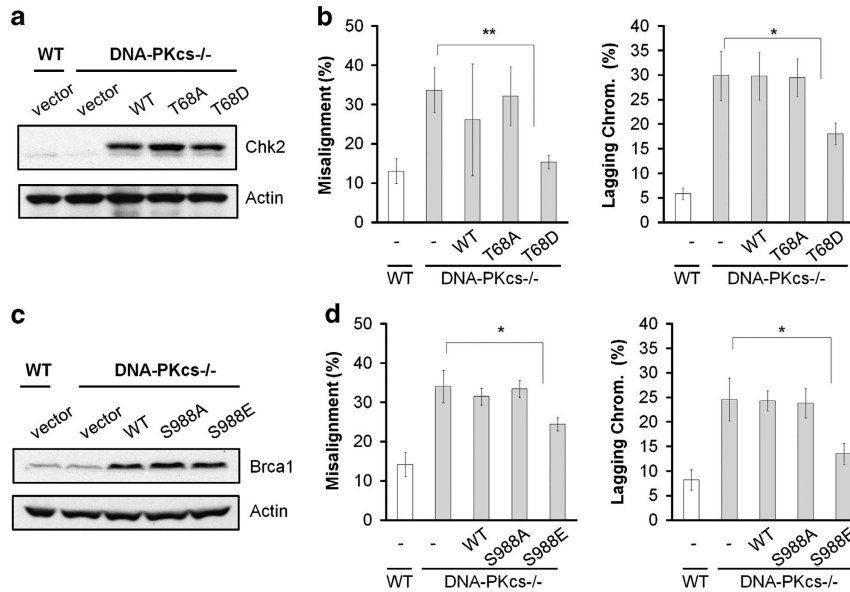 a
WT
DNA-PKcs-/-
vector
vector
WT
T68A
T68D
Chk2
Actin
b
Misalignment (%)
50
40
30
20
10
0
**
-
-
WT
T68A
T68D
WT
DNA-PKcs-/-
Lagging Chrom. (%)
40
35
30
25
20
15
10
5
0
*
-
-
WT
T68A
T68D
WT
DNA-PKcs-/-
c
WT
DNA-PKcs-/-
vector
vector
WT
S988A
S988E
Brca1
Actin
d
Misalignment (%)
50
40
30
20
10
0
*
-
-
WT
S988A
S988E
WT
DNA-PKcs-/-
Lagging Chrom. (%)
40
35
30
25
20
15
10
5
0
*
-
-
WT
S988A
S988E
WT
DNA-PKcs-/-